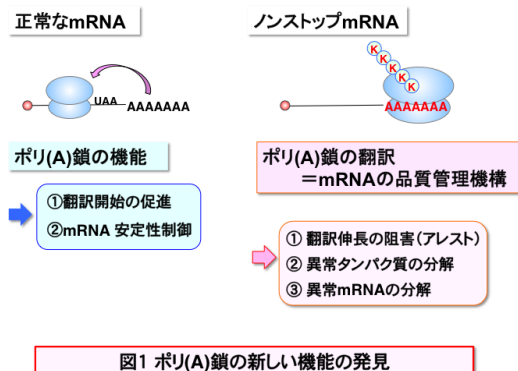 正常なmRNA
UAA
AAAAAAA
ポリ(A)鎖の機能
①翻訳開始の促進
②mRNA 安定性制御
ノンストップmRNA
K
K
K
K
K
AAAAAAA
ポリ(A)鎖の翻訳
＝mRNAの品質管理機構
① 翻訳伸長の阻害(アレスト)
② 異常タンパク質の分解
③ 異常mRNAの分解
図1 ポリ(A)鎖の新しい機能の発見